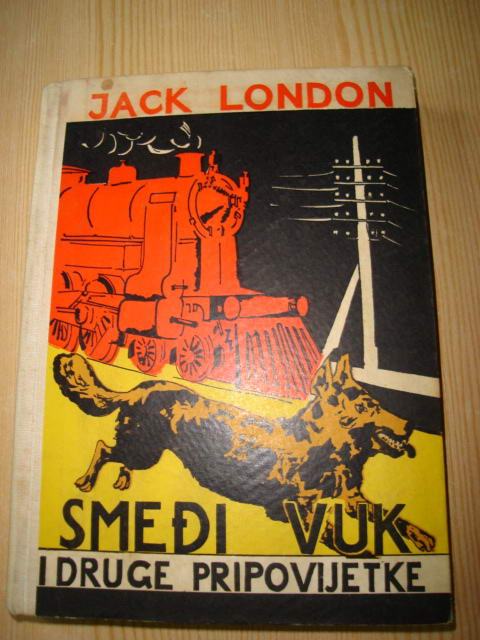 JACK LONDON
SMEĐI VUK
I DRUGE PRIPOVIJETKE